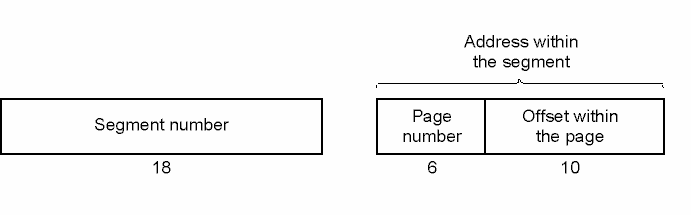 Address within
the segment
Segment number
Page
number
Offset within
the page
18
6
10